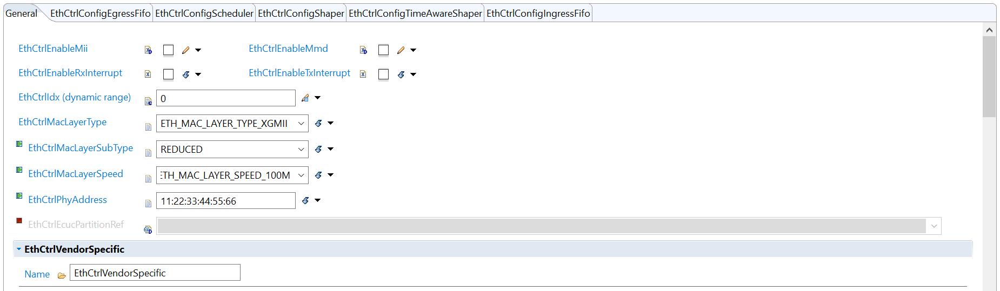 General EthCtrlConfigEgressFifo EthCtrlConfigScheduler EthCtrlConfigShaper EthCtrlConfigTimeAwareShaper EthCtrlConfigIngressFifo
EthCtrlEnableMii EthCtrlEnableMmd
EthCtrlEnableRxInterrupt EthCtrlEnableTxInterrupt
EthCtrlIdx (dynamic range) 0
EthCtrlMacLayerType ETH_MAC_LAYER_TYPE_XGMII
EthCtrlMacLayerSubType REDUCED
EthCtrlMacLayerSpeed ETH_MAC_LAYER_SPEED_100M
EthCtrlPhyAddress 11:22:33:44:55:66
EthCtrlEcucPartitionRef
EthCtrlVendorSpecific
Name EthCtrlVendorSpecific